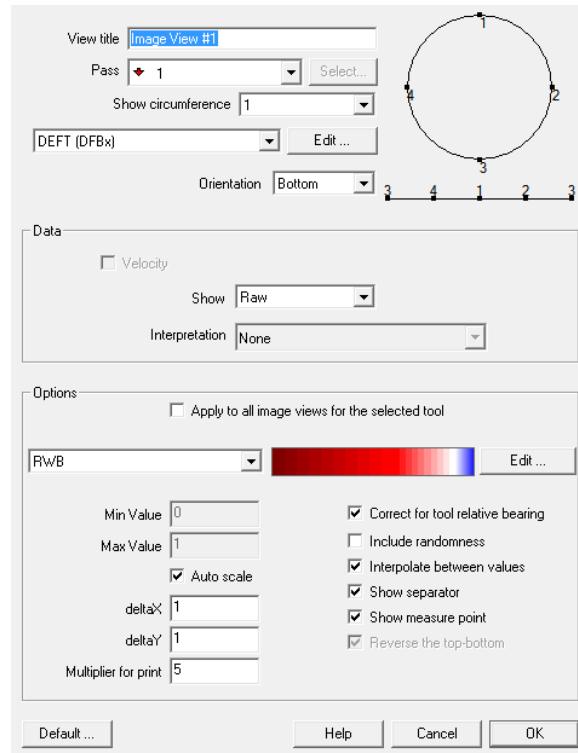 View title Image View #1
Pass 1 Select...
Show circumference 1
DEFT (DFBx) Edit ...
Orientation Bottom
1
4 2
3
3 4 1 2 3
Data
Velocity
Show Raw
Interpretation None
Options
Apply to all image views for the selected tool
RWB Edit ...
Min Value 0
Max Value 1
Auto scale
deltaX 1
deltaY 1
Multiplier for print 5
Correct for tool relative bearing
Include randomness
Interpolate between values
Show separator
Show measure point
Reverse the top-bottom
Default ... Help Cancel OK